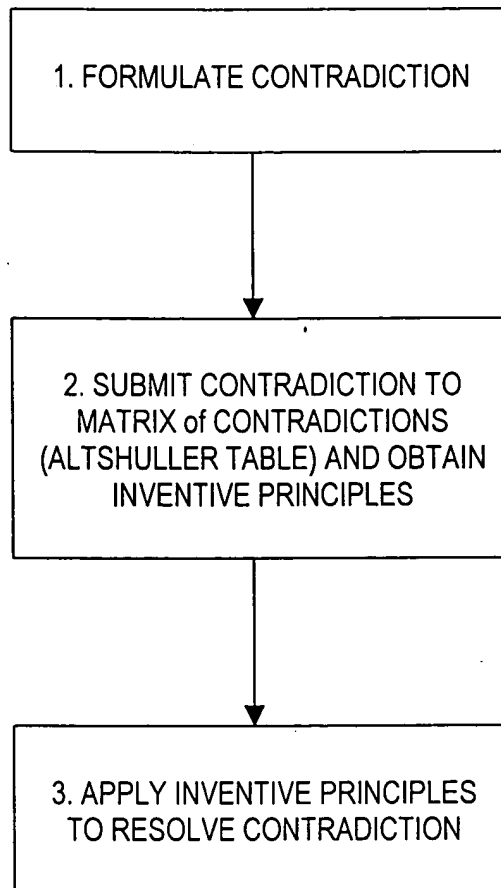 1. FORMULATE CONTRADICTION
2. SUBMIT CONTRADICTION TO
MATRIX of CONTRADICTIONS
(ALTSHULLER TABLE) AND OBTAIN
INVENTIVE PRINCIPLES
3. APPLY INVENTIVE PRINCIPLES
TO RESOLVE CONTRADICTION